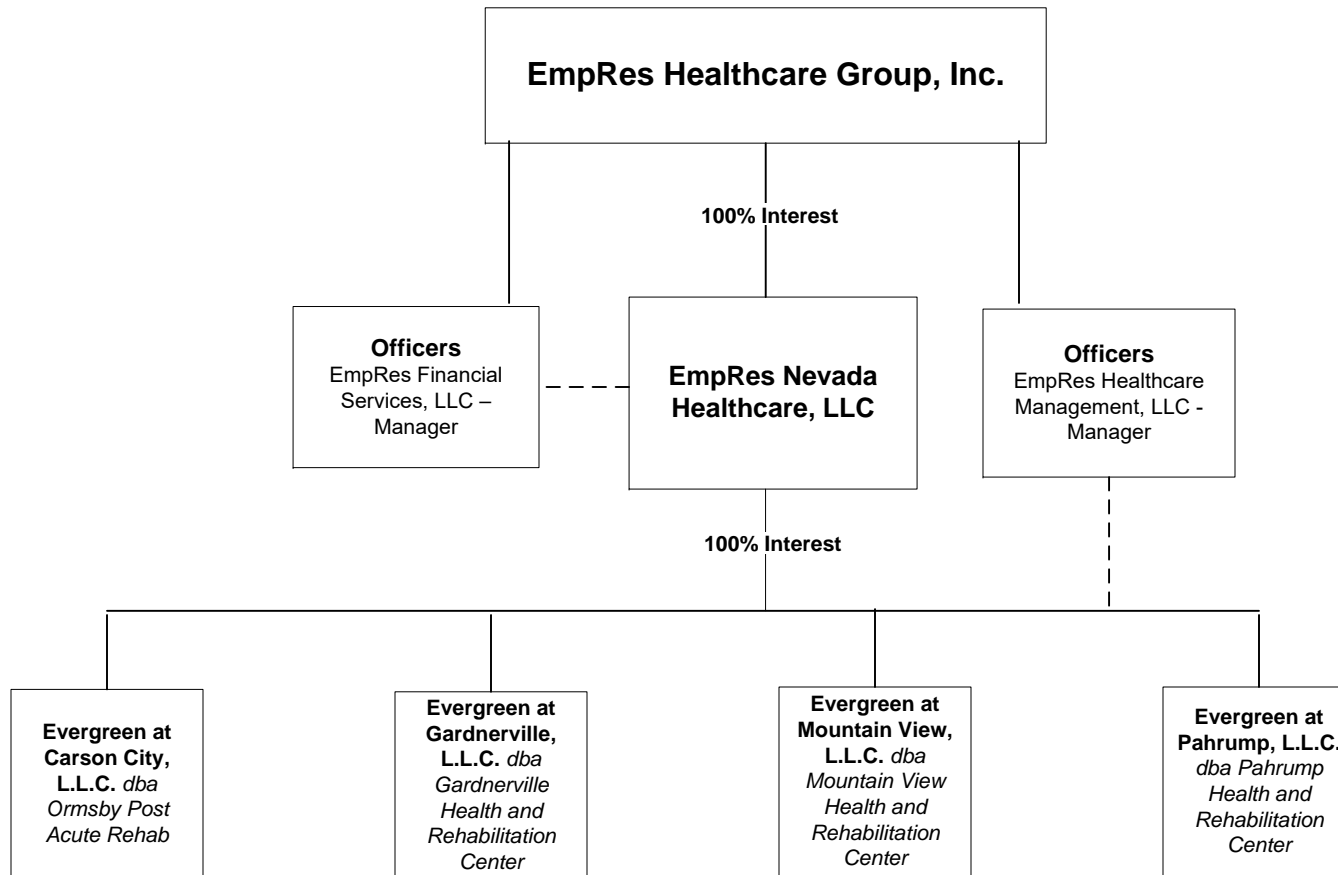 EmpRes Healthcare Group, Inc.
100% Interest
Officers
EmpRes Financial
Services, LLC –
Manager
EmpRes Nevada
Healthcare, LLC
Officers
EmpRes Healthcare
Management, LLC -
Manager
100% Interest
Evergreen at
Carson City,
L.L.C. dba
Ormsby Post
Acute Rehab
Evergreen at
Gardnerville,
L.L.C. dba
Gardnerville
Health and
Rehabilitation
Center
Evergreen at
Mountain View,
L.L.C. dba
Mountain View
Health and
Rehabilitation
Center
Evergreen at
Pahrump, L.L.C.
dba Pahrump
Health and
Rehabilitation
Center